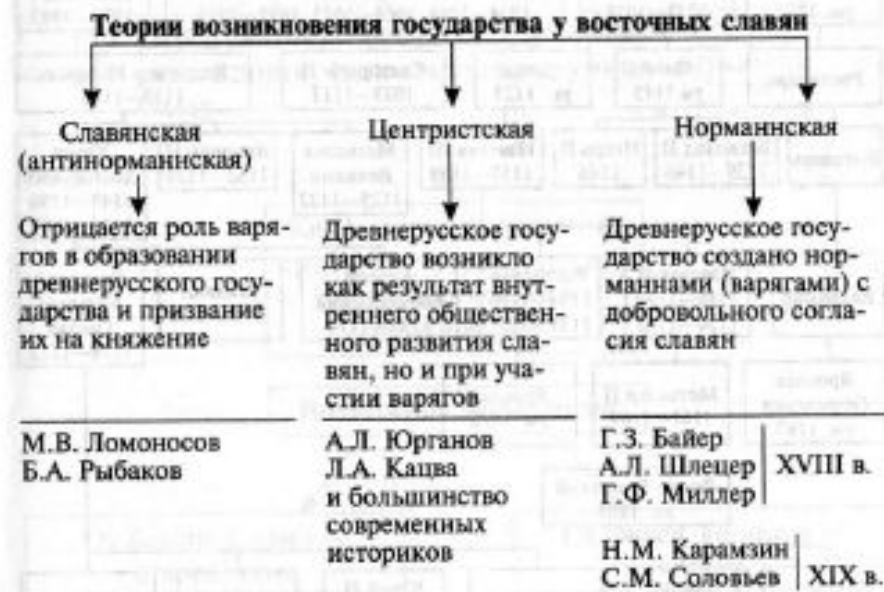 Теории возникновения государства у восточных славян
Славянская
(антинорманнская)
Отрицается роль варя-
гов в образовании
древнерусского госу-
дарства и призвание
их на княжение
М.В. Ломоносов
Б.А. Рыбаков
Центристская
Древнерусское госу-
дарство возникло
как результат внут-
реннего общественн-
ного развития сла-
вян, но и при уча-
стии варягов
А.Л. Юрганов
Л.А. Кацва
и большинство
современных
историков
Норманнская
Древнерусское госу-
дарство создано нор-
маннами (варягами) с
добровольного согла-
сия славян
Г.З. Байер
А.Л. Шлецер
Г.Ф. Миллер
XVIII в.
Н.М. Карамзин
С.М. Соловьев
XIX в.